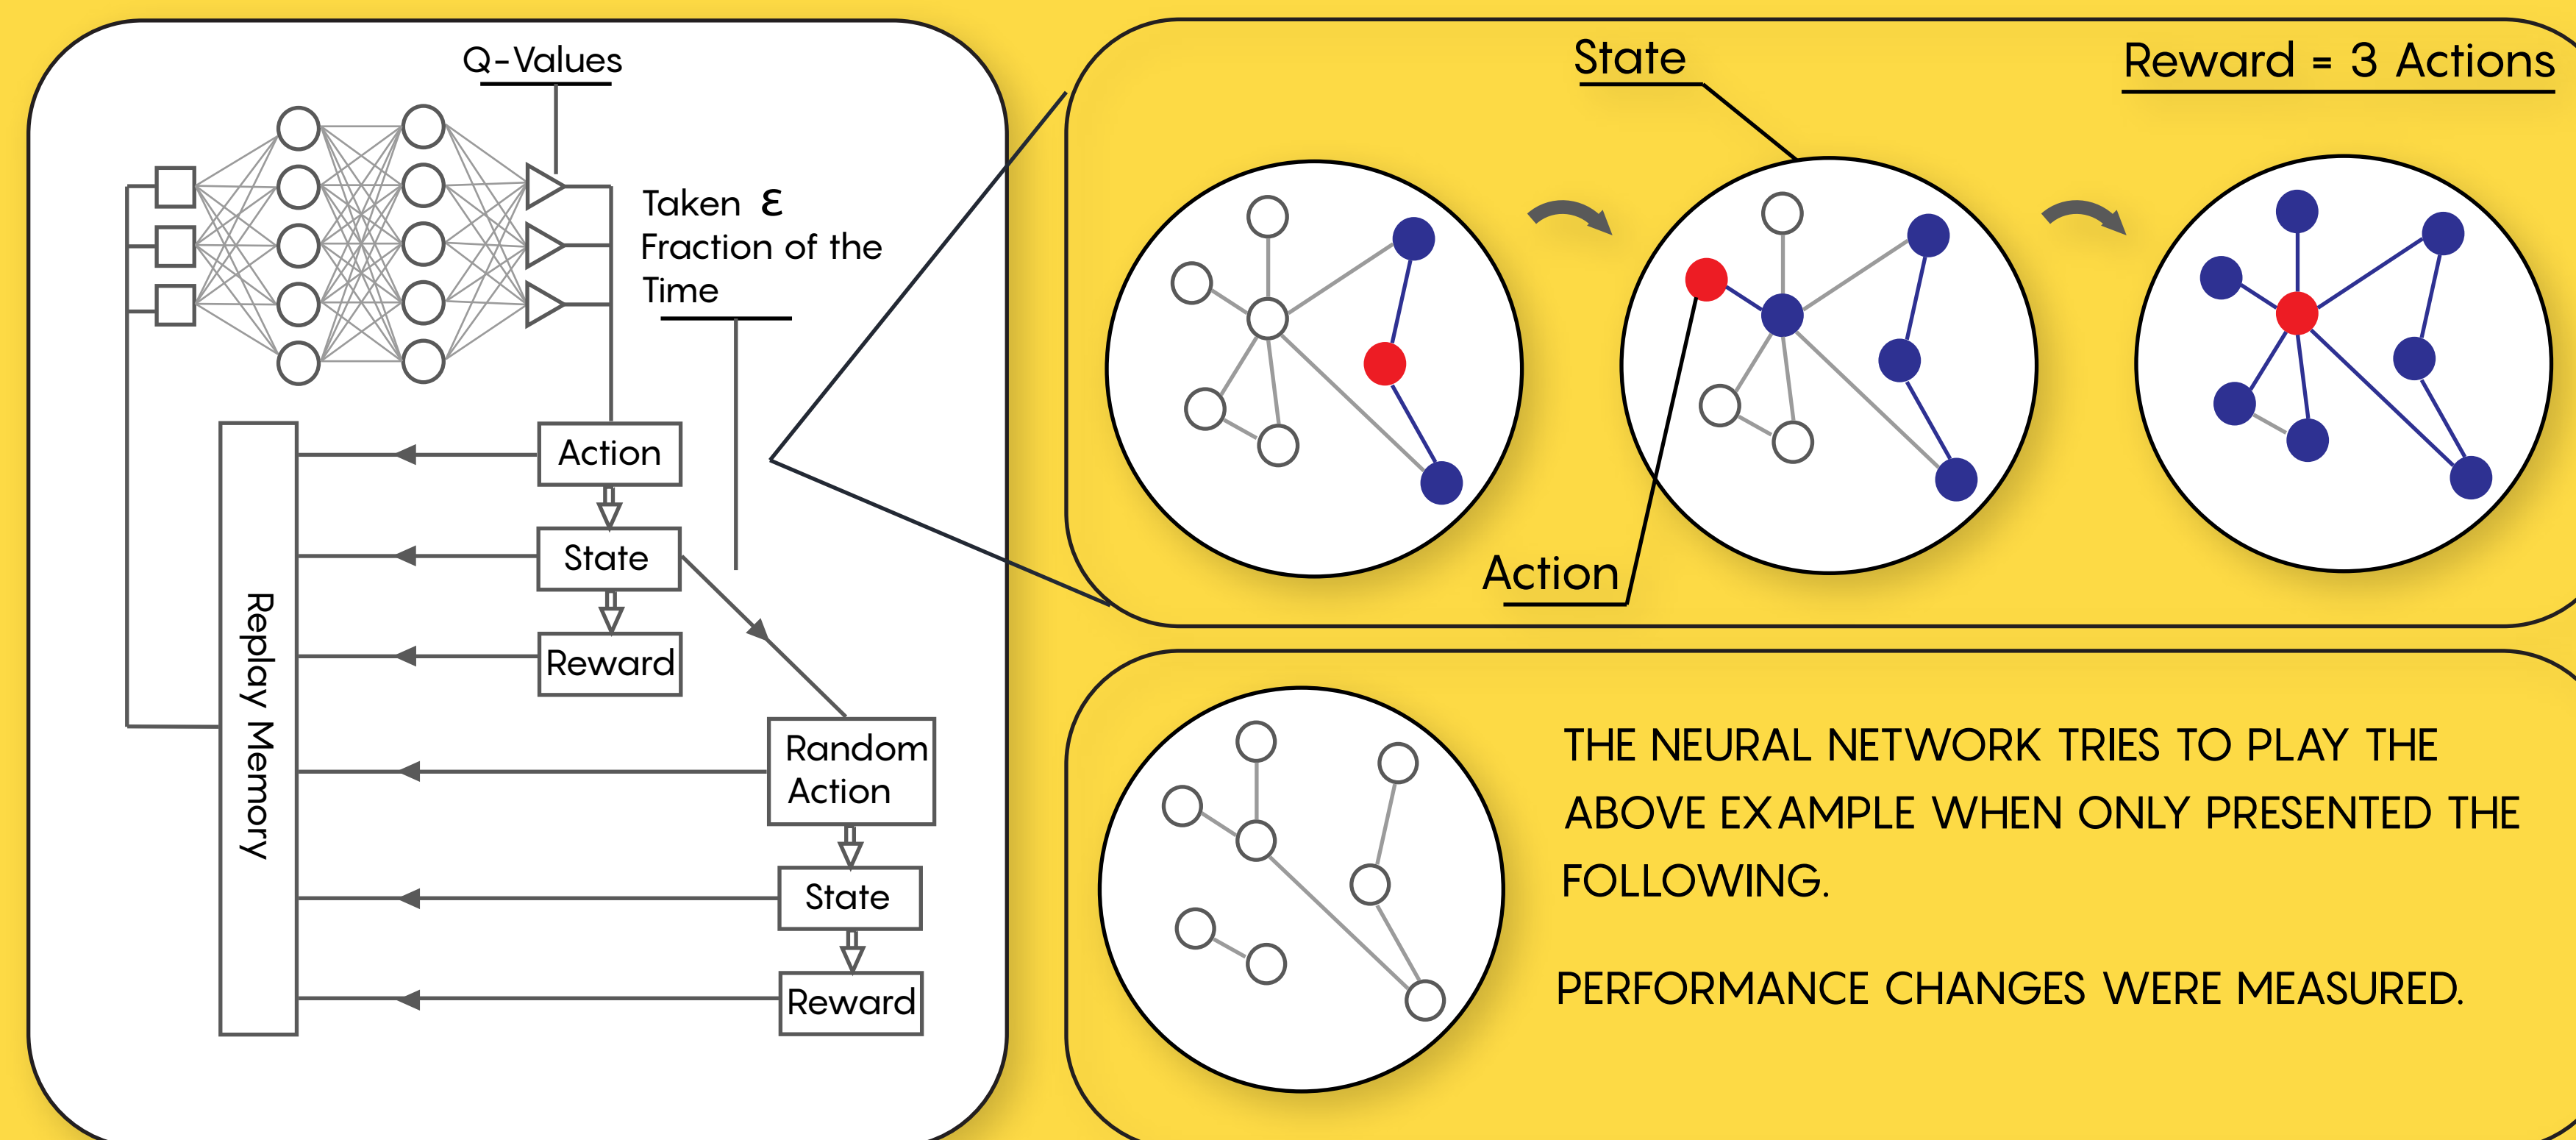 Q-Values
Taken ε
Fraction of the
Time
Action
State
Reward
Random
Action
State
Reward
Replay Memory
State
Reward = 3 Actions
Action
THE NEURAL NETWORK TRIES TO PLAY THE
ABOVE EXAMPLE WHEN ONLY PRESENTED THE
FOLLOWING.
PERFORMANCE CHANGES WERE MEASURED.